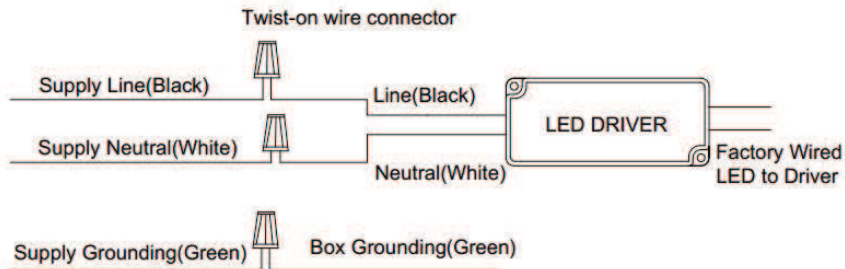 Twist-on wire connector
Supply Line(Black)
Line(Black)
LED DRIVER
Supply Neutral(White)
Neutral(White)
Factory Wired
LED to Driver
Supply Grounding(Green)
Box Grounding(Green)